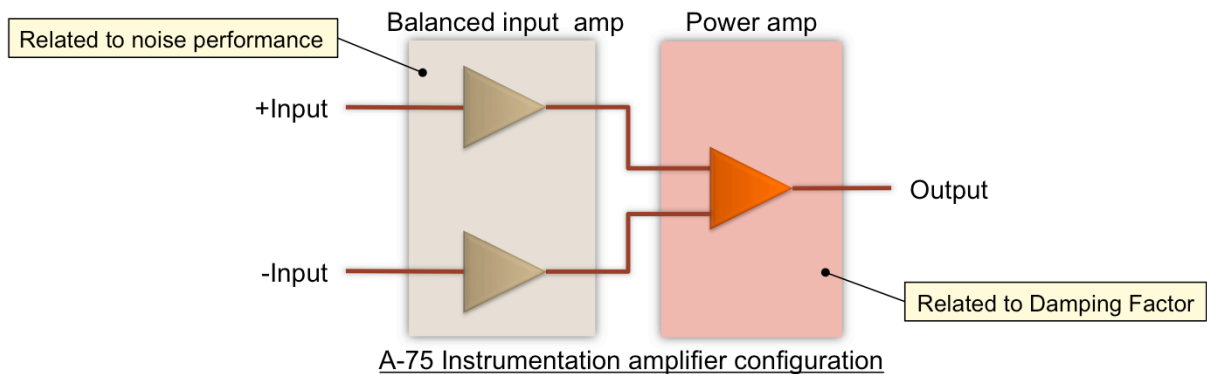 Balanced input amp
Power amp
Related to noise performance
+Input
Output
-Input
Related to Damping Factor
A-75 Instrumentation amplifier configuration